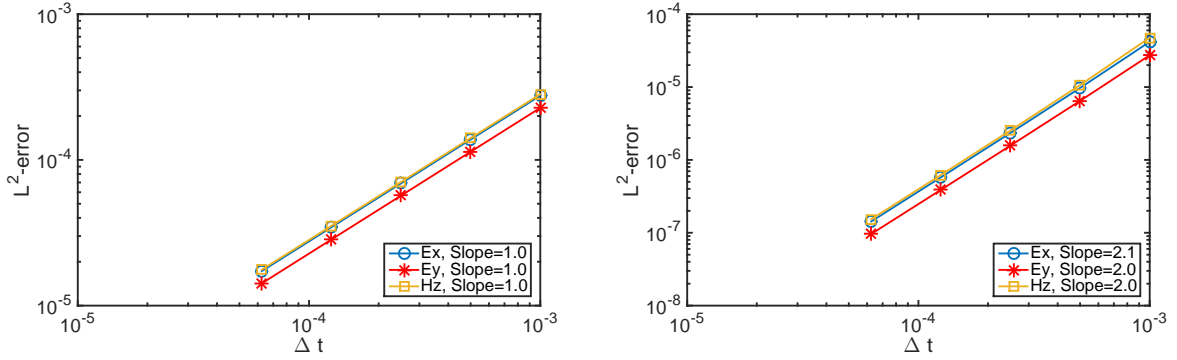 10^-3
10^-4
10^-5
L^2-error
10^-5
10^-4
10^-3
Δ t
Ex, Slope=1.0
Ey, Slope=1.0
Hz, Slope=1.0
10^-4
10^-5
10^-6
10^-7
10^-8
L^2-error
10^-5
10^-4
10^-3
Δ t
Ex, Slope=2.1
Ey, Slope=2.0
Hz, Slope=2.0